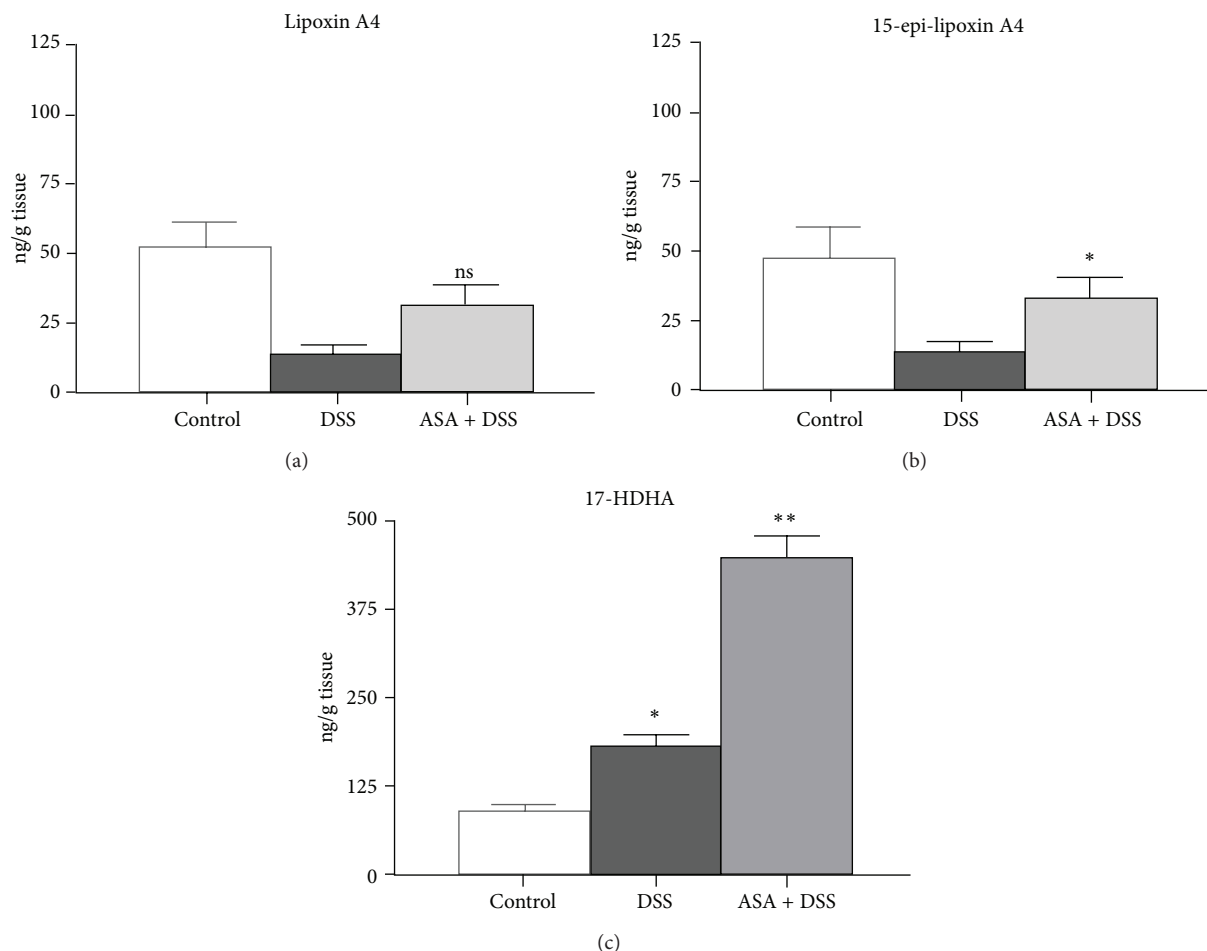 Lipoxin A4
125
100
75
50
25
0
ng/g tissue
ns
Control DSS ASA + DSS
(a)
15-epi-lipoxin A4
125
100
75
50
25
0
ng/g tissue
*
Control DSS ASA + DSS
(b)
17-HDHA
500
375
250
125
0
ng/g tissue
*
**
Control DSS ASA + DSS
(c)